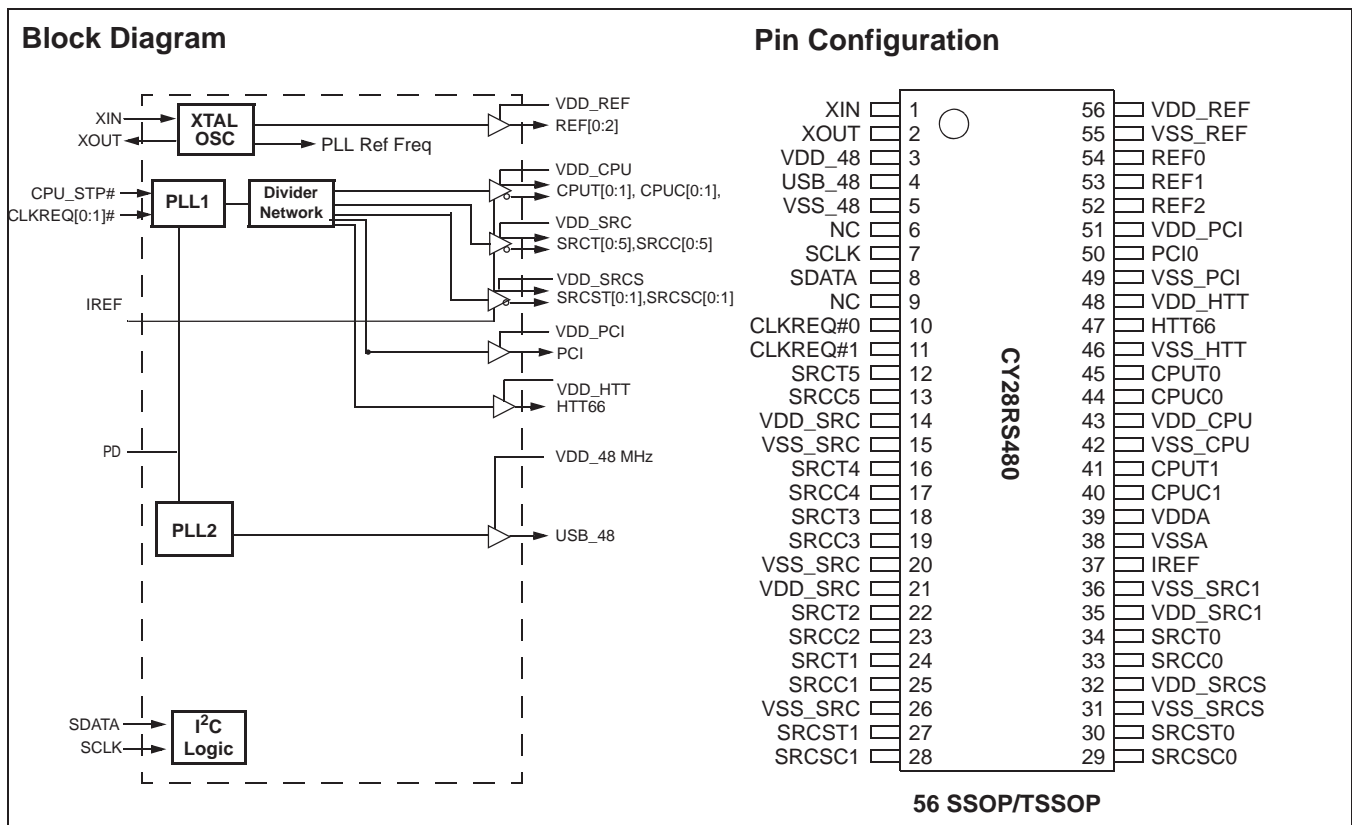 Block Diagram
XIN
XOUT
XTAL
OSC
PLL Ref Freq
VDD_REF
REF[0:2]
CPU_STP#
CLKREQ[0:1]#
PLL1
Divider
Network
VDD_CPU
CPUT[0:1], CPUC[0:1],
VDD_SRC
SRCT[0:5],SRCC[0:5]
VDD_SRCS
SRCST[0:1],SRCSC[0:1]
IREF
VDD_PCI
PCI
VDD_HTT
HTT66
PD
VDD_48 MHz
PLL2
USB_48
SDATA
SCLK
I2C
Logic
Pin Configuration
XIN 1 56 VDD_REF
XOUT 2 55 VSS_REF
VDD_48 3 54 REF0
USB_48 4 53 REF1
VSS_48 5 52 REF2
NC 6 51 VDD_PCI
SCLK 7 50 PCI0
SDATA 8 49 VSS_PCI
NC 9 48 VDD_HTT
CLKREQ#0 10 47 HTT66
CLKREQ#1 11 46 VSS_HTT
SRCT5 12 45 CPUT0
SRCC5 13 44 CPUC0
VDD_SRC 14 43 VDD_CPU
VSS_SRC 15 42 VSS_CPU
SRCT4 16 41 CPUT1
SRCC4 17 40 CPUC1
SRCT3 18 39 VDDA
SRCC3 19 38 VSSA
VSS_SRC 20 37 IREF
VDD_SRC 21 36 VSS_SRC1
SRCT2 22 35 VDD_SRC1
SRCC2 23 34 SRCT0
SRCT1 24 33 SRCC0
SRCC1 25 32 VDD_SRCS
VSS_SRC 26 31 VSS_SRCS
SRCST1 27 30 SRCST0
SRCSC1 28 29 SRCSC0
CY28RS480
56 SSOP/TSSOP